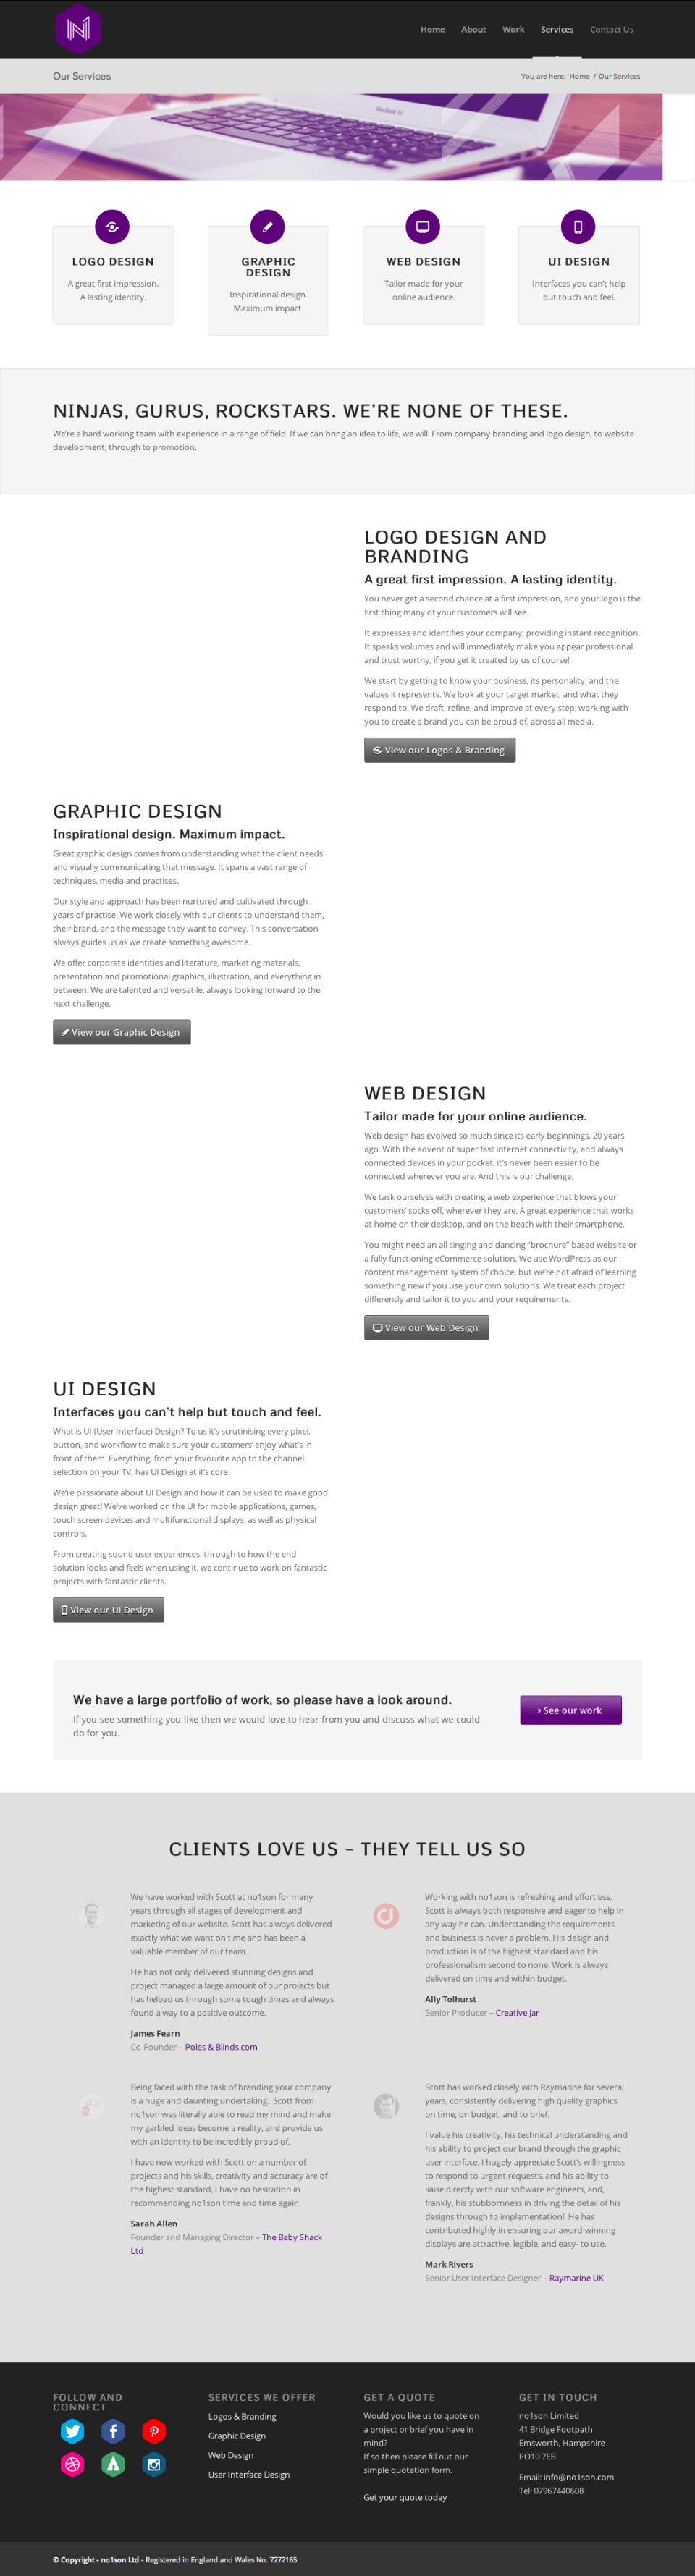 Home About Work Services Contact Us
Our Services
You are here: Home / Our Services
LOGO DESIGN
A great first impression.
A lasting identity.
GRAPHIC
DESIGN
Inspirational design.
Maximum impact.
WEB DESIGN
Tailor made for your
online audience.
UI DESIGN
Interfaces you can't help
but touch and feel.
NINJAS, GURUS, ROCKSTARS. WE'RE NONE OF THESE.
We're a hard working team with experience in a range of field. If we can bring an idea to life, we will. From company branding and logo design, to website
development, through to promotion.
LOGO DESIGN AND
BRANDING
A great first impression. A lasting identity.
You never get a second chance at a first impression, and your logo is the
first thing many of your customers will see.
It expresses and identifies your company, providing instant recognition.
It speaks volumes and will immediately make you appear professional
and trust worthy, if you get it created by us of course!
We start by getting to know your business, its personality, and the
values it represents. We look at your target market, and what they
respond to. We draft, refine, and improve at every step; working with
you to create a brand you can be proud of, across all media.
View our Logos & Branding
GRAPHIC DESIGN
Inspirational design. Maximum impact.
Great graphic design comes from understanding what the client needs
and visually communicating that message. It spans a vast range of
techniques, media and practises.
Our style and approach has been nurtured and cultivated through
years of practise. We work closely with our clients to understand them,
their brand, and the message they want to convey. This conversation
always guides us as we create something awesome.
We offer corporate identities and literature, marketing materials,
presentation and promotional graphics, illustration, and everything in
between. We are talented and versatile, always looking forward to the
next challenge.
View our Graphic Design
WEB DESIGN
Tailor made for your online audience.
Web design has evolved so much since its early beginnings, 20 years
ago. With the advent of super fast internet connectivity, and always
connected devices in your pocket, it's never been easier to be
connected wherever you are. And this is our challenge.
We task ourselves with creating a web experience that blows your
customers' socks off, wherever they are. A great experience that works
at home on their desktop, and on the beach with their smartphone.
You might need an all singing and dancing "brochure" based website or
a fully functioning eCommerce solution. We use WordPress as our
content management system of choice, but we're not afraid of learning
something new if you use your own solutions. We treat each project
differently and tailor it to you and your requirements.
View our Web Design
UI DESIGN
Interfaces you can't help but touch and feel.
What is UI (User Interface) Design? To us it's scrutinising every pixel,
button, and workflow to make sure your customers' enjoy what's in
front of them. Everything, from your favourite app to the channel
selection on your TV, has UI Design at it's core.
We're passionate about UI Design and how it can be used to make good
design great! We've worked on the UI for mobile applications, games,
touch screen devices and multifunctional displays, as well as physical
controls.
From creating sound user experiences, through to how the end
solution looks and feels when using it, we continue to work on fantastic
projects with fantastic clients.
View our UI Design
We have a large portfolio of work, so please have a look around.
If you see something you like then we would love to hear from you and discuss what we could
do for you.
See our work
CLIENTS LOVE US – THEY TELL US SO
We have worked with Scott at no1son for many
years through all stages of development and
marketing of our website. Scott has always delivered
exactly what we want on time and has been a
valuable member of our team.
He has not only delivered stunning designs and
project managed a large amount of our projects but
has helped us through some tough times and always
found a way to a positive outcome.
James Fearn
Co-Founder – Poles & Blinds.com
Working with no1son is refreshing and effortless.
Scott is always both responsive and eager to help in
any way he can. Understanding the requirements
and business is never a problem. His design and
production is of the highest standard and his
professionalism second to none. Work is always
delivered on time and within budget.
Ally Tolhurst
Senior Producer – Creative Jar
Being faced with the task of branding your company
is a huge and daunting undertaking. Scott from
no1son was literally able to read my mind and make
my garbled ideas become a reality, and provide us
with an identity to be incredibly proud of.
I have now worked with Scott on a number of
projects and his skills, creativity and accuracy are of
the highest standard, I have no hesitation in
recommending no1son time and time again.
Sarah Allen
Founder and Managing Director – The Baby Shack
Ltd
Scott has worked closely with Raymarine for several
years, consistently delivering high quality graphics
on time, on budget, and to brief.
I value his creativity, his technical understanding and
his ability to project our brand through the graphic
user interface. I hugely appreciate Scott's willingness
to respond to urgent requests, and his ability to
liaise directly with our software engineers, and,
frankly, his stubbornness in driving the detail of his
designs through to implementation! He has
contributed highly in ensuring our award-winning
displays are attractive, legible, and easy- to use.
Mark Rivers
Senior User Interface Designer – Raymarine UK
FOLLOW AND
CONNECT
SERVICES WE OFFER
Logos & Branding
Graphic Design
Web Design
User Interface Design
GET A QUOTE
Would you like us to quote on
a project or brief you have in
mind?
If so then please fill out our
simple quotation form.
Get your quote today
GET IN TOUCH
no1son Limited
41 Bridge Footpath
Emsworth, Hampshire
PO10 7EB
Email: info@no1son.com
Tel: 07967440608
© Copyright - no1son Ltd - Registered in England and Wales No. 7272165